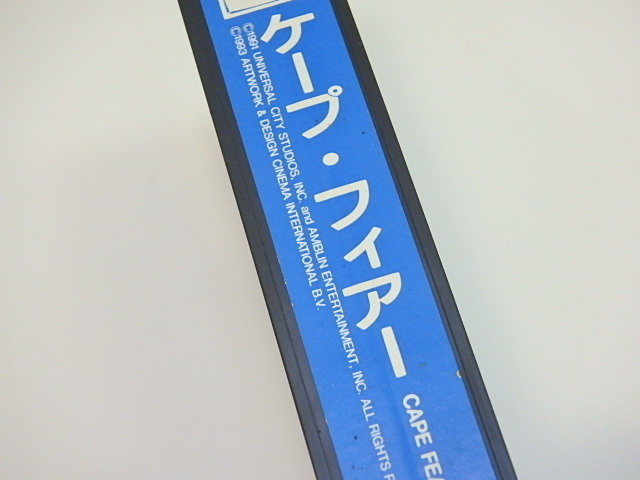 ケープ・フィアー CAPE FEA
©1991 UNIVERSAL CITY STUDIOS, INC. and AMBLIN ENTERTAINMENT, INC. ALL RIGHTS R
©1993 ARTWORK & DESIGN CINEMA INTERNATIONAL B.V.